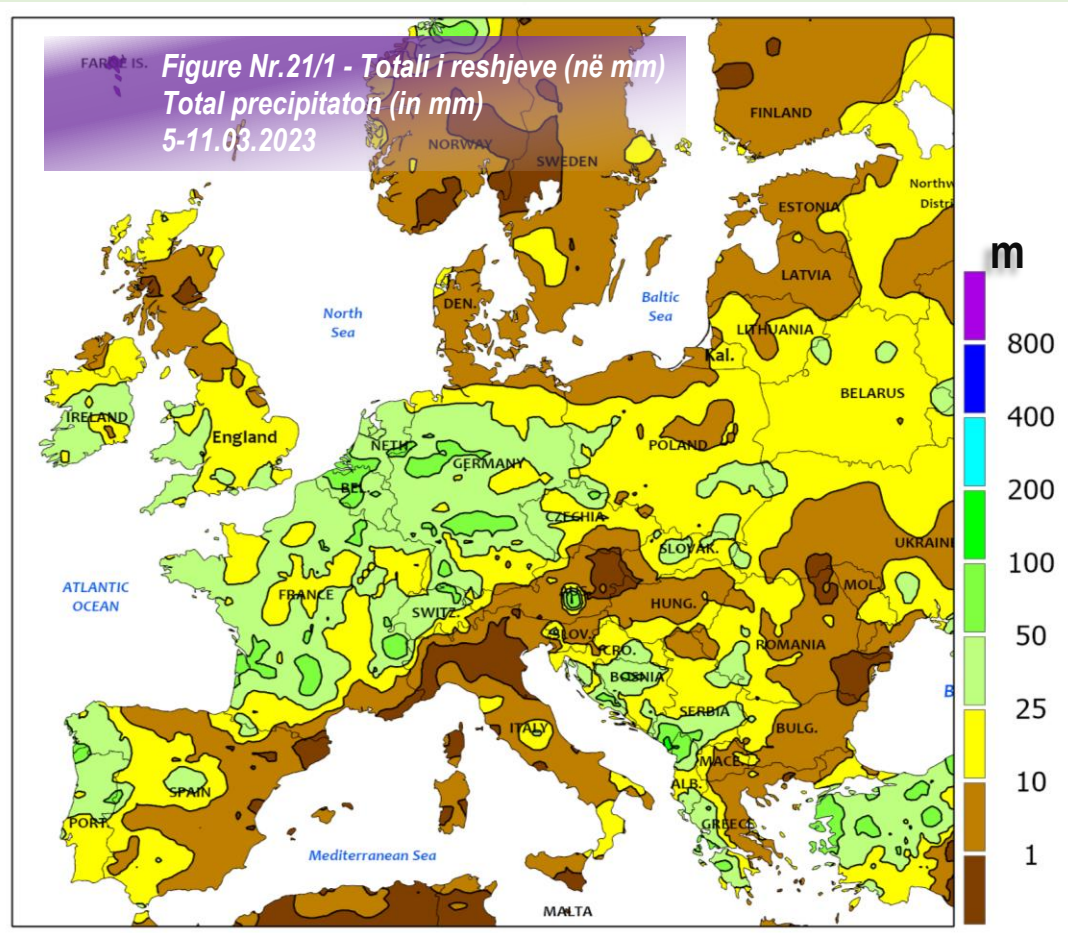 FAROE IS.
Figure Nr.21/1 - Totali i reshjeve (në mm)
Total precipitaton (in mm)
5-11.03.2023
FINLAND
NORWAY
SWEDEN
Northw
Distri
ESTONIA
LATVIA
DEN.
North
Sea
Baltic
Sea
LITHUANIA
Kal.
BELARUS
IRELAND
England
NETH.
POLAND
GERMANY
BEL.
CZECHIA
SLOVAK.
UKRAINE
ATLANTIC
OCEAN
FRANCE
SWITZ.
HUNG.
MOL.
SLOV.
CRO.
ROMANIA
BOSNIA
SERBIA
B
ITALY
BULG.
MACE.
ALB.
SPAIN
PORT.
GREECE
Mediterranean Sea
MALTA
m
800
400
200
100
50
25
10
1